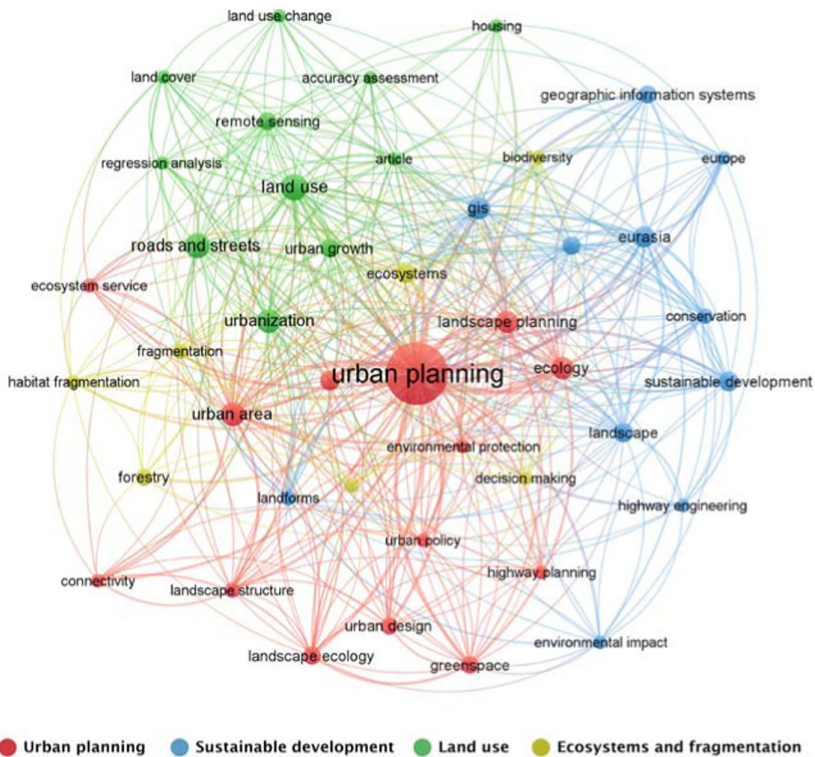 land use change
housing
land cover
accuracy assessment
geographic information systems
remote sensing
regression analysis
article
biodiversity
europe
land use
gis
roads and streets
urban growth
eurasia
ecosystems
ecosystem service
urbanization
landscape planning
conservation
fragmentation
urban planning
ecology
habitat fragmentation
sustainable development
urban area
landscape
environmental protection
forestry
decision making
landforms
highway engineering
urban policy
highway planning
connectivity
landscape structure
urban design
environmental impact
landscape ecology
greenspace
Urban planning
Sustainable development
Land use
Ecosystems and fragmentation